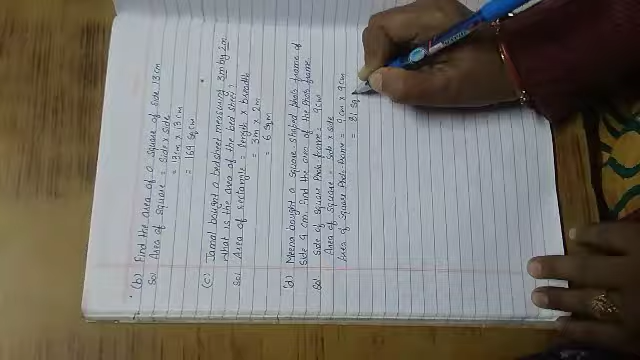 (b) Find the area of a square of side 13 cm
Sol Area of square = side x side
= 13 cm x 13 cm
= 169 sq cm
(c) Jamal bought a bedsheet measuring 3m by 2m
What is the area of the bed sheet?
Sol Area of rectangle = length x breadth
= 3m x 2m
= 6 sq m
(d) Meena bought a square shaped photo frame of
side 9 cm. Find the area of the photo frame.
Sol Side of square photo frame = 9 cm
Area of square = side x side
Area of square Photo frame = 9 cm x 9 cm
= 81 sq